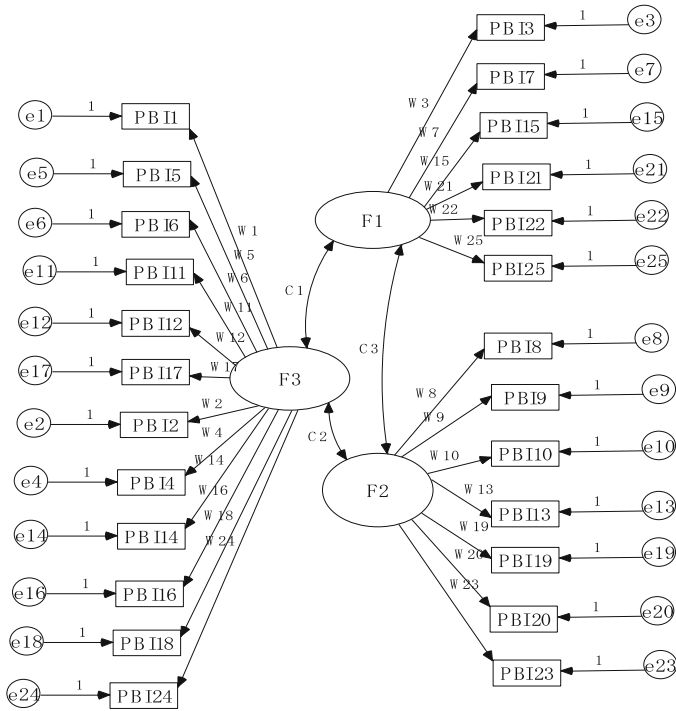 e1 1 PBI1
e5 1 PBI5
e6 1 PBI6
e11 1 PBI11
e12 1 PBI12
e17 1 PBI17
e2 1 PBI2
e4 1 PBI4
e14 1 PBI14
e16 1 PBI16
e18 1 PBI18
e24 1 PBI24
W1
W5
W6
W11
W12
W17
W2
W4
W14
W16
W18
W24
F3
C1
C2
C3
F1
F2
W3
W7
W15
W21
W22
W25
PBI3 1 e3
PBI7 1 e7
PBI15 1 e15
PBI21 1 e21
PBI22 1 e22
PBI25 1 e25
W8
W9
W10
W13
W19
W20
W23
PBI8 1 e8
PBI9 1 e9
PBI10 1 e10
PBI13 1 e13
PBI19 1 e19
PBI20 1 e20
PBI23 1 e23